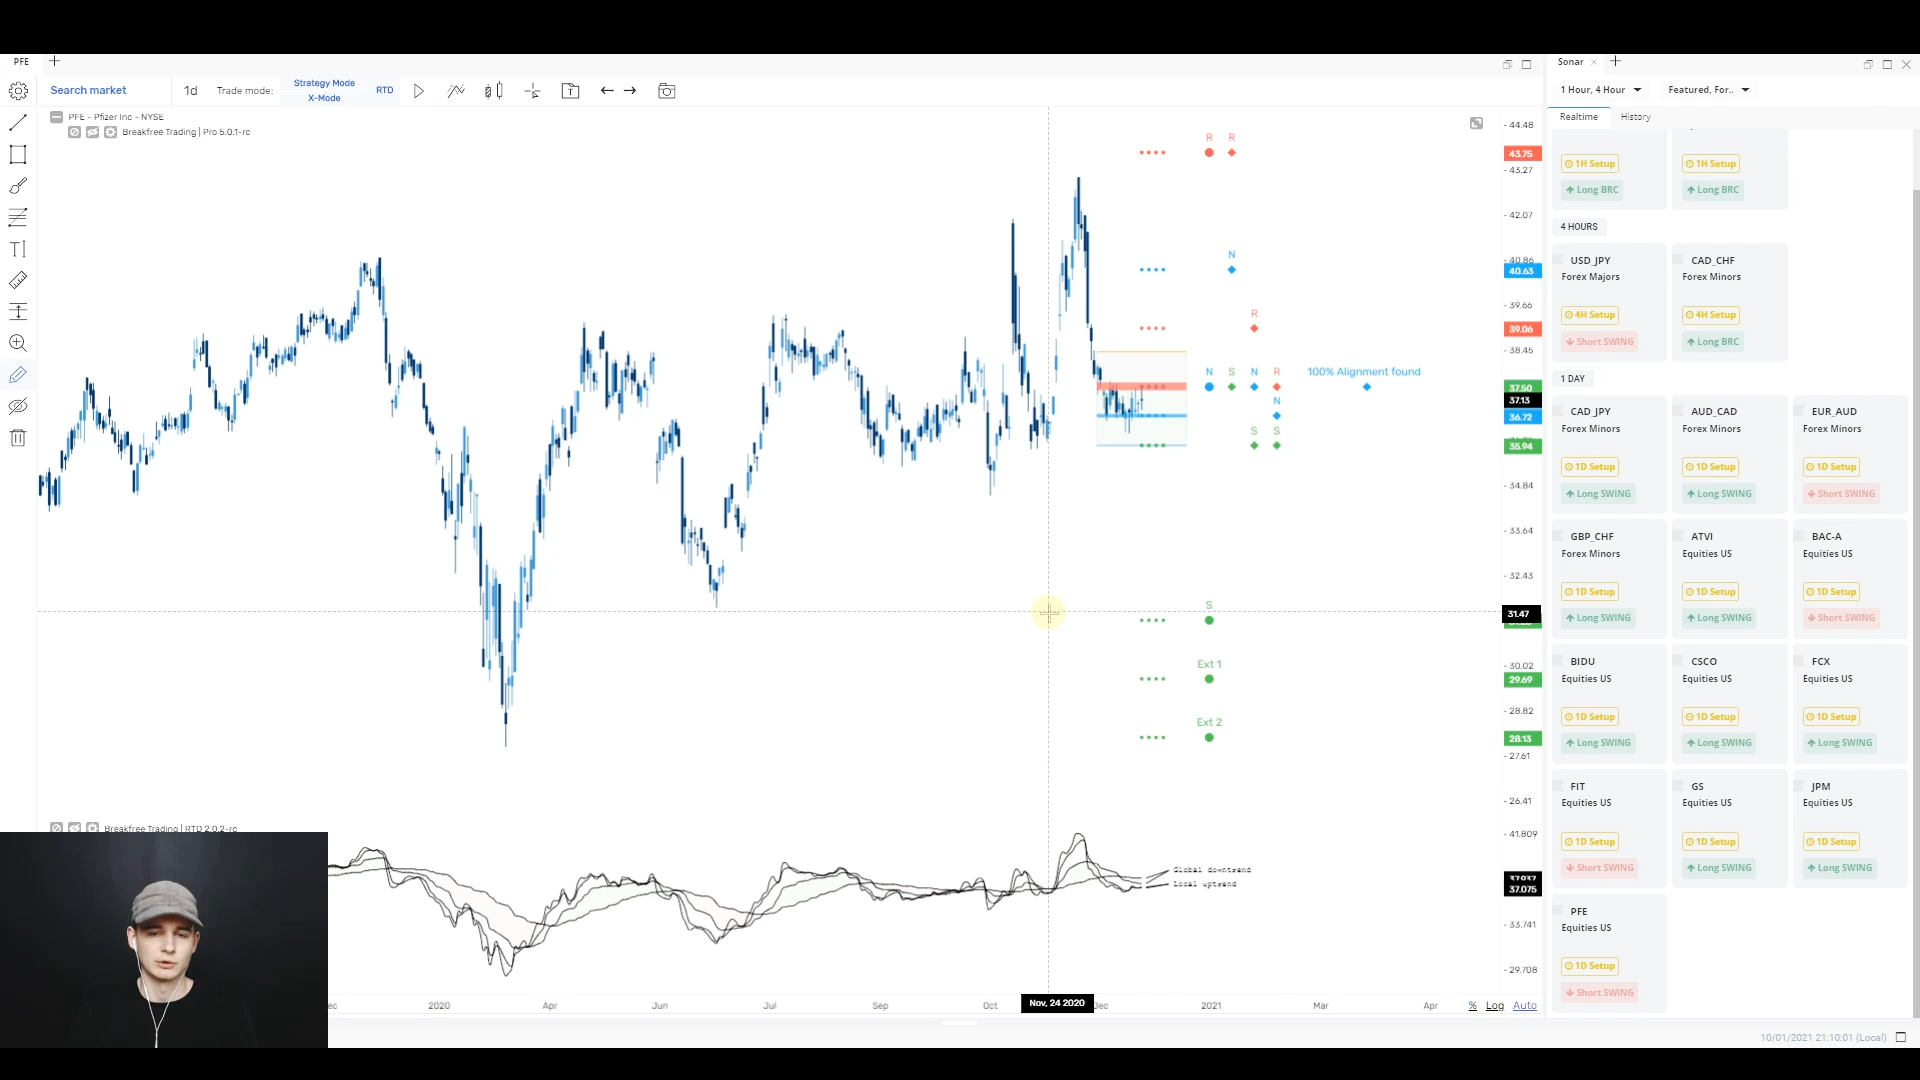 PFE
Search market
1d
Trade mode:
Strategy Mode
X-Mode
RTD
PFE - Pfizer Inc - NYSE
Breakfree Trading | Pro 5.0.1-rc
R R
N
R
N S N R
100% Alignment found
N
S S
S
Ext 1
Ext 2
44.48
43.75
43.27
42.07
40.86
40.63
39.66
39.06
38.45
37.50
37.13
36.72
35.94
34.84
33.64
32.43
31.47
30.02
29.69
28.82
28.13
27.61
26.41
Breakfree Trading | RTD 2.0.2-rc
Global downtrend
Local uptrend
41.809
37.075
33.741
29.708
2020
Apr
Jun
Jul
Sep
Oct
Nov, 24 2020
2021
Mar
Apr
%
Log
Auto
Sonar
1 Hour, 4 Hour
Featured, For..
Realtime
History
1H Setup
Long BRC
1H Setup
Long BRC
4 HOURS
USD_JPY
Forex Majors
4H Setup
Short SWING
CAD_CHF
Forex Minors
4H Setup
Long BRC
1 DAY
CAD_JPY
Forex Minors
1D Setup
Long SWING
AUD_CAD
Forex Minors
1D Setup
Long SWING
EUR_AUD
Forex Minors
1D Setup
Short SWING
GBP_CHF
Forex Minors
1D Setup
Long SWING
ATVI
Equities US
1D Setup
Long SWING
BAC-A
Equities US
1D Setup
Short SWING
BIDU
Equities US
1D Setup
Long SWING
CSCO
Equities US
1D Setup
Long SWING
FCX
Equities US
1D Setup
Long SWING
FIT
Equities US
1D Setup
Short SWING
GS
Equities US
1D Setup
Long SWING
JPM
Equities US
1D Setup
Long SWING
PFE
Equities US
1D Setup
Short SWING
10/01/2021 21:10:01 (Local)